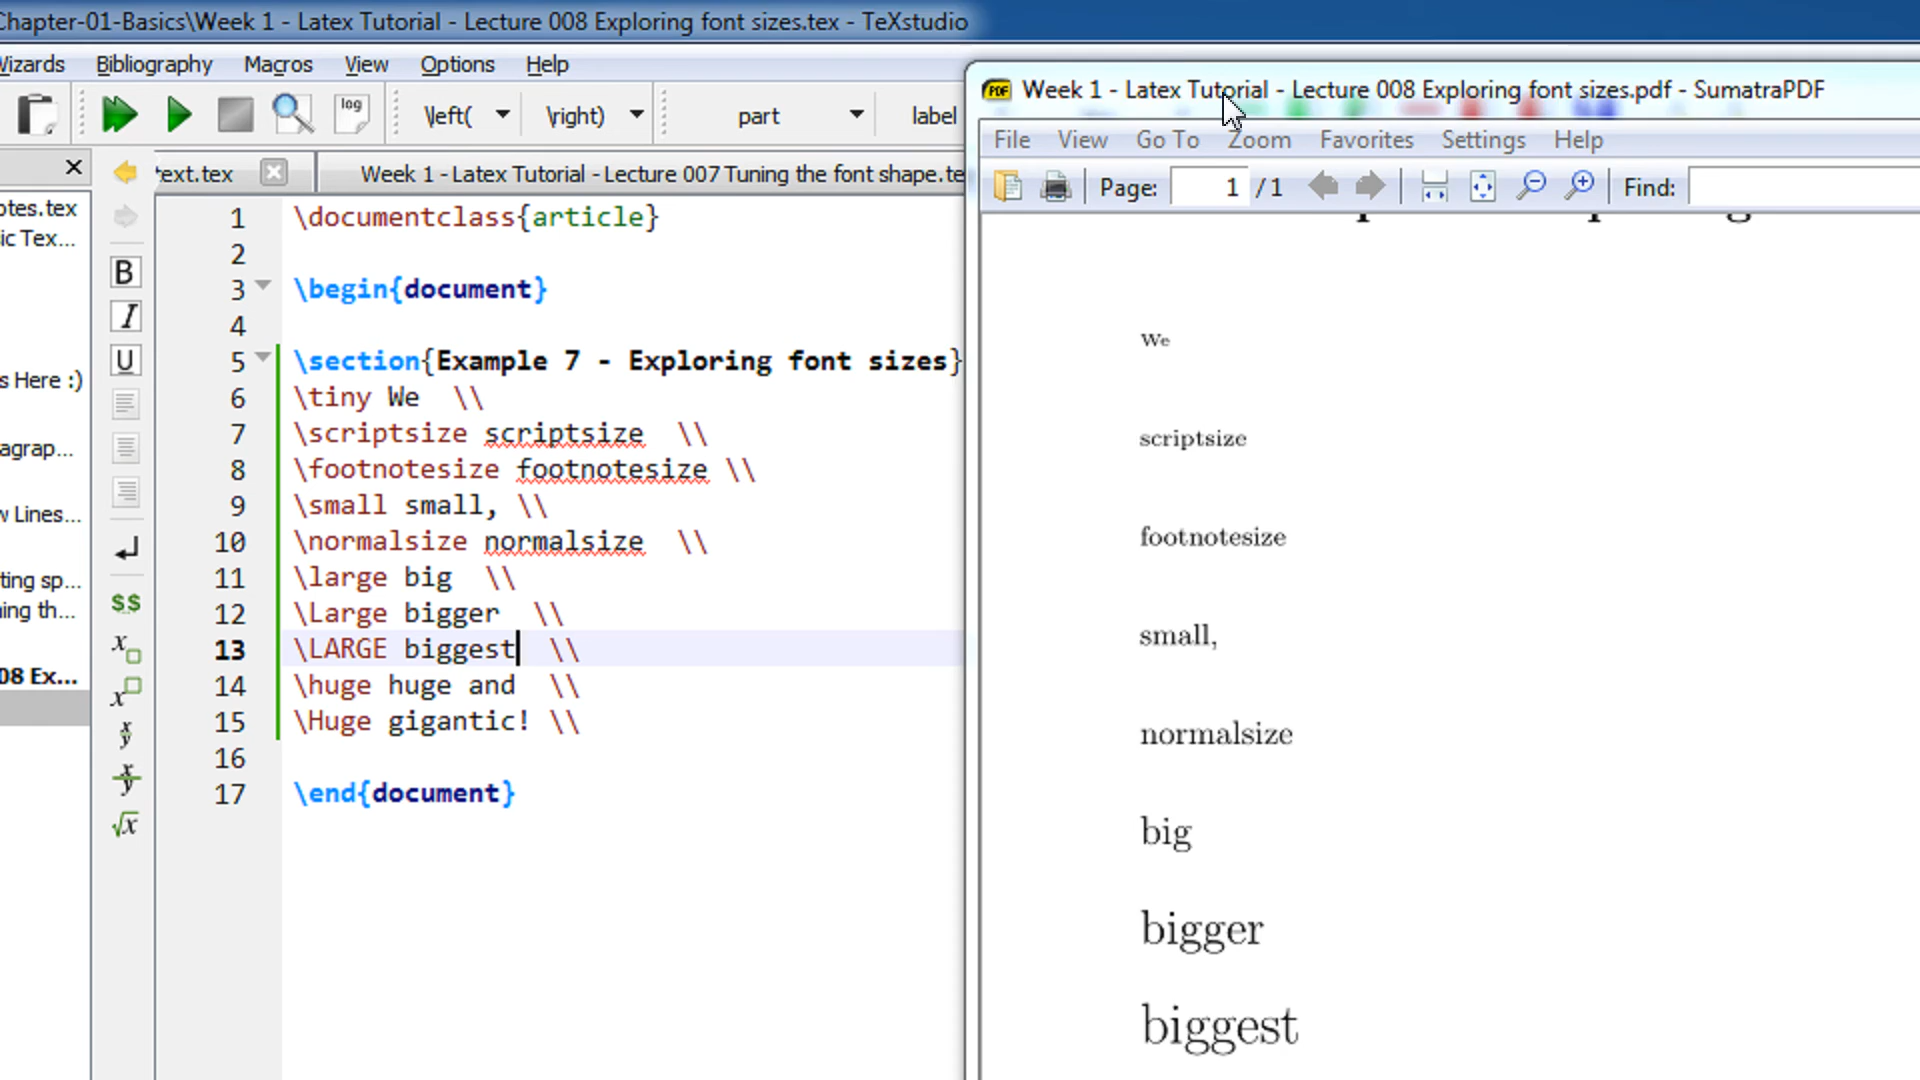 Chapter-01-Basics\Week 1 - Latex Tutorial - Lecture 008 Exploring font sizes.tex - TeXstudio
Wizards Bibliography Macros View Options Help
log \left( \right) part label
ext.tex Week 1 - Latex Tutorial - Lecture 007 Tuning the font shape.te
otes.tex
ic Tex...
s Here :)
agrap...
w Lines...
ting sp...
ning th...
08 Ex...
B
I
U
$$
x
x
x
y
x
y
√x
1 \documentclass{article}
2
3 \begin{document}
4
5 \section{Example 7 - Exploring font sizes}
6 \tiny We \\
7 \scriptsize scriptsize \\
8 \footnotesize footnotesize \\
9 \small small, \\
10 \normalsize normalsize \\
11 \large big \\
12 \Large bigger \\
13 \LARGE biggest \\
14 \huge huge and \\
15 \Huge gigantic! \\
16
17 \end{document}
PDF Week 1 - Latex Tutorial - Lecture 008 Exploring font sizes.pdf - SumatraPDF
File View Go To Zoom Favorites Settings Help
Page: 1 / 1 Find:
We
scriptsize
footnotesize
small,
normalsize
big
bigger
biggest